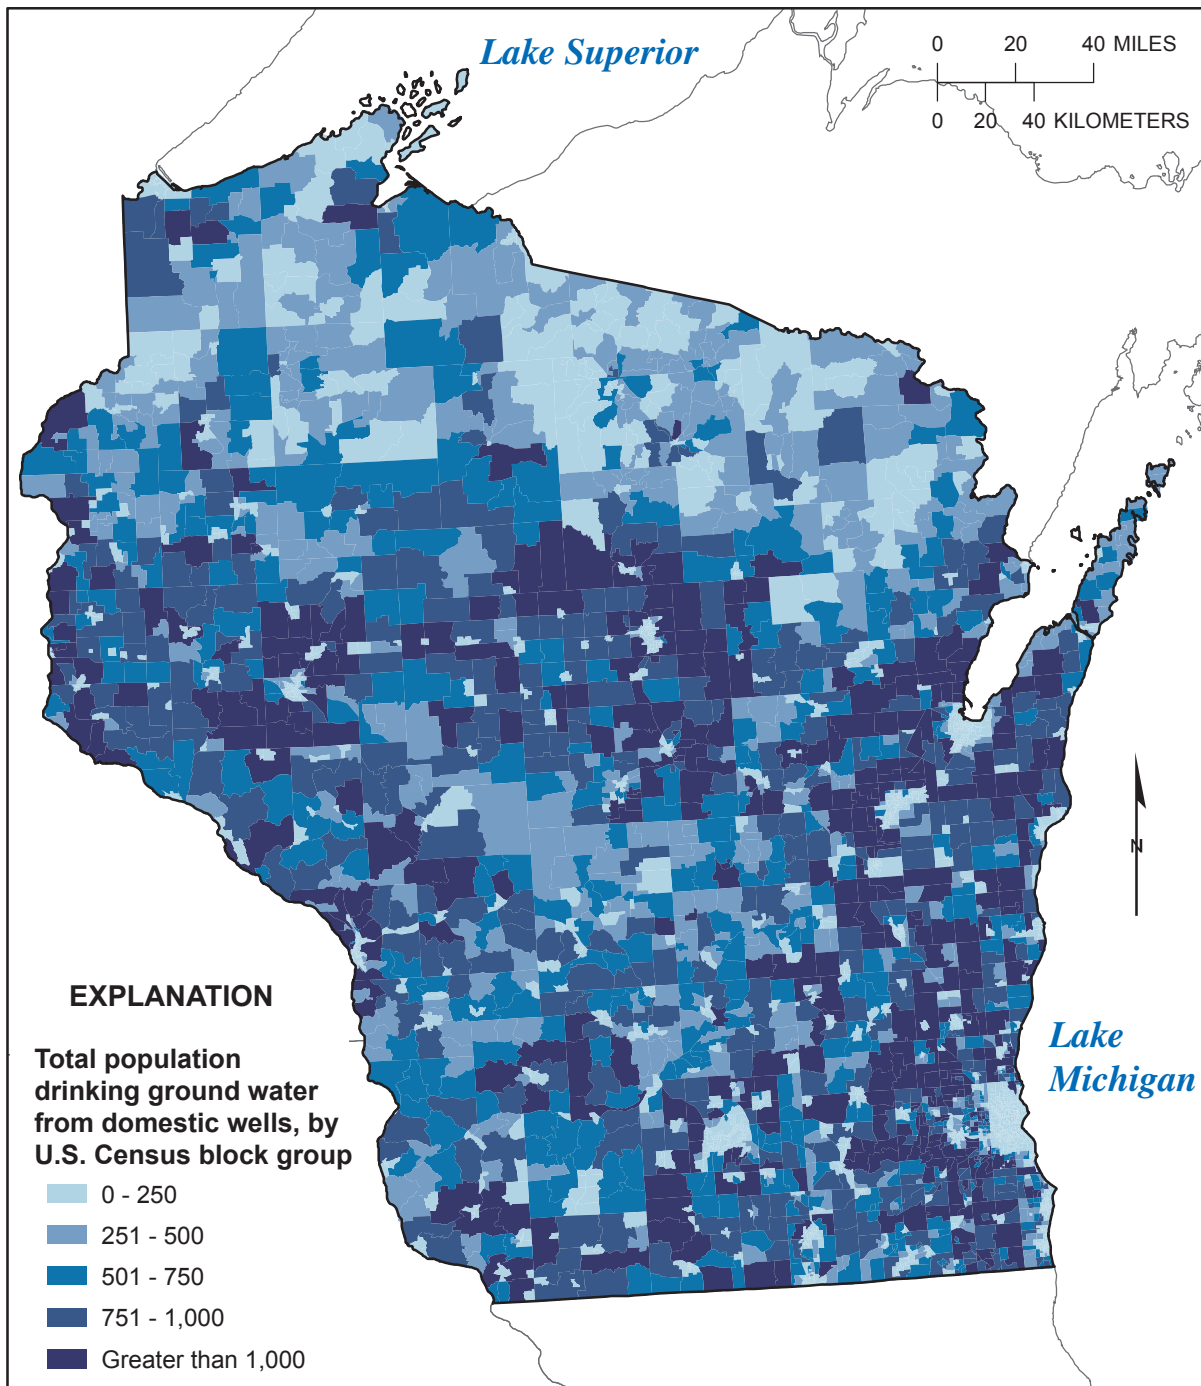 Lake Superior
0 20 40 MILES
0 20 40 KILOMETERS
N
Lake
Michigan
EXPLANATION
Total population
drinking ground water
from domestic wells, by
U.S. Census block group
0 - 250
251 - 500
501 - 750
751 - 1,000
Greater than 1,000